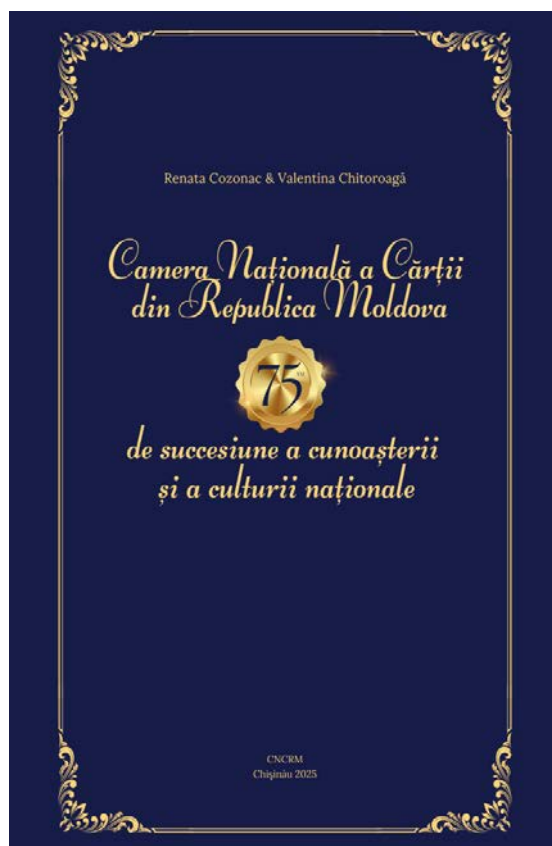 Renata Cozonac & Valentina Chitoroagă
Camera Națională a Cărții
din Republica Moldova
75
de succesiune a cunoașterii
și a culturii naționale
CNCRM
Chişinău 2025